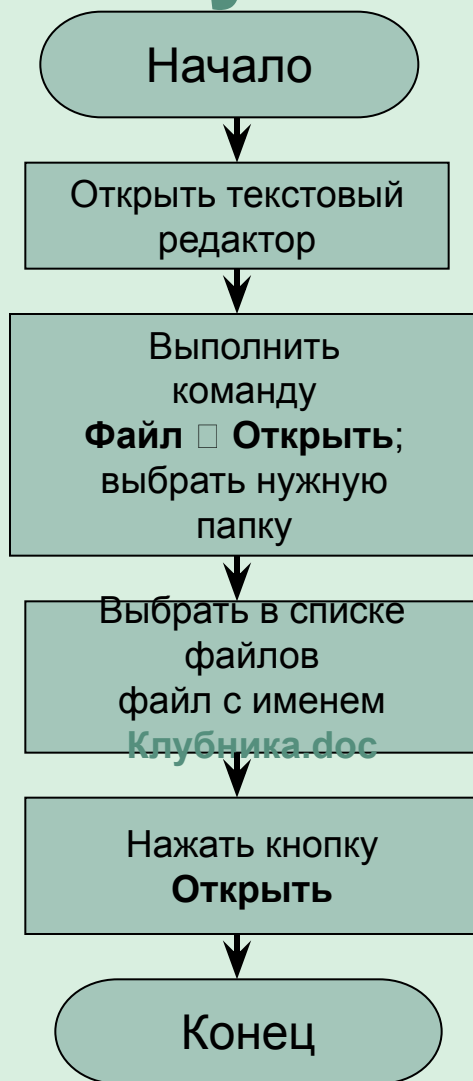 Начало
Открыть текстовый
редактор
Выполнить
команду
Файл □ Открыть;
выбрать нужную
папку
Выбрать в списке
файлов
файл с именем
Клубника.doc
Нажать кнопку
Открыть
Конец